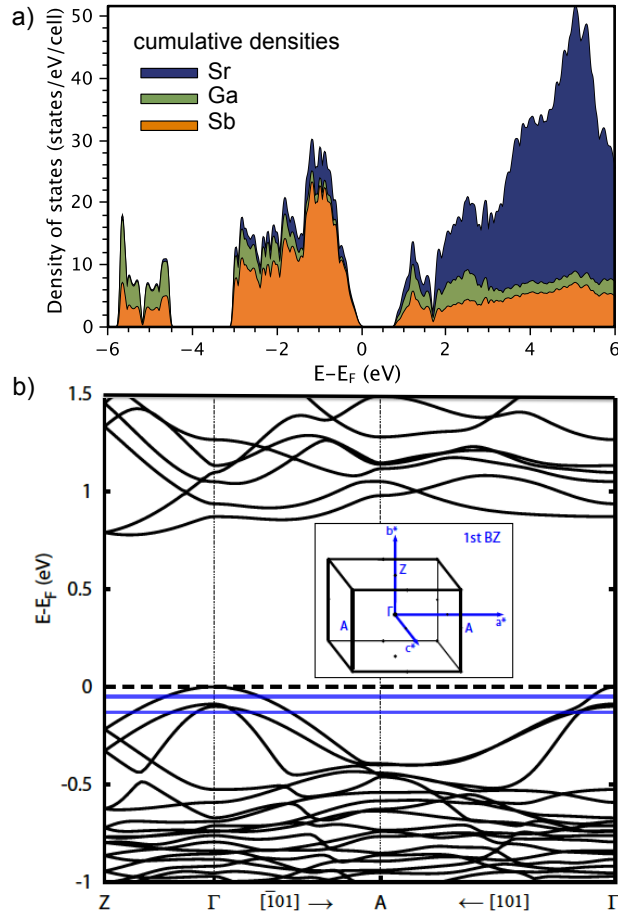 a)
cumulative densities
Sr
Ga
Sb
Density of states (states/eV/cell)
50
40
30
20
10
0
−6 −4 −2 0 2 4 6
E−E_F (eV)
b)
1.5
1
0.5
0
-0.5
-1
E-E_F (eV)
1st BZ
b*
Z
Γ
A
A
a*
c*
Z Γ [1̄01] → A ← [101] Γ